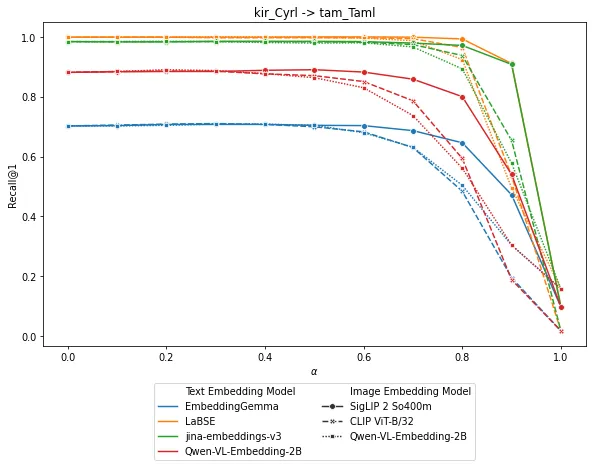 kir_Cyrl -> tam_Taml
Recall@1
1.0
0.8
0.6
0.4
0.2
0.0
0.0 0.2 0.4 0.6 0.8 1.0
α
Text Embedding Model Image Embedding Model
EmbeddingGemma SigLIP 2 So400m
LaBSE CLIP ViT-B/32
jina-embeddings-v3 Qwen-VL-Embedding-2B
Qwen-VL-Embedding-2B